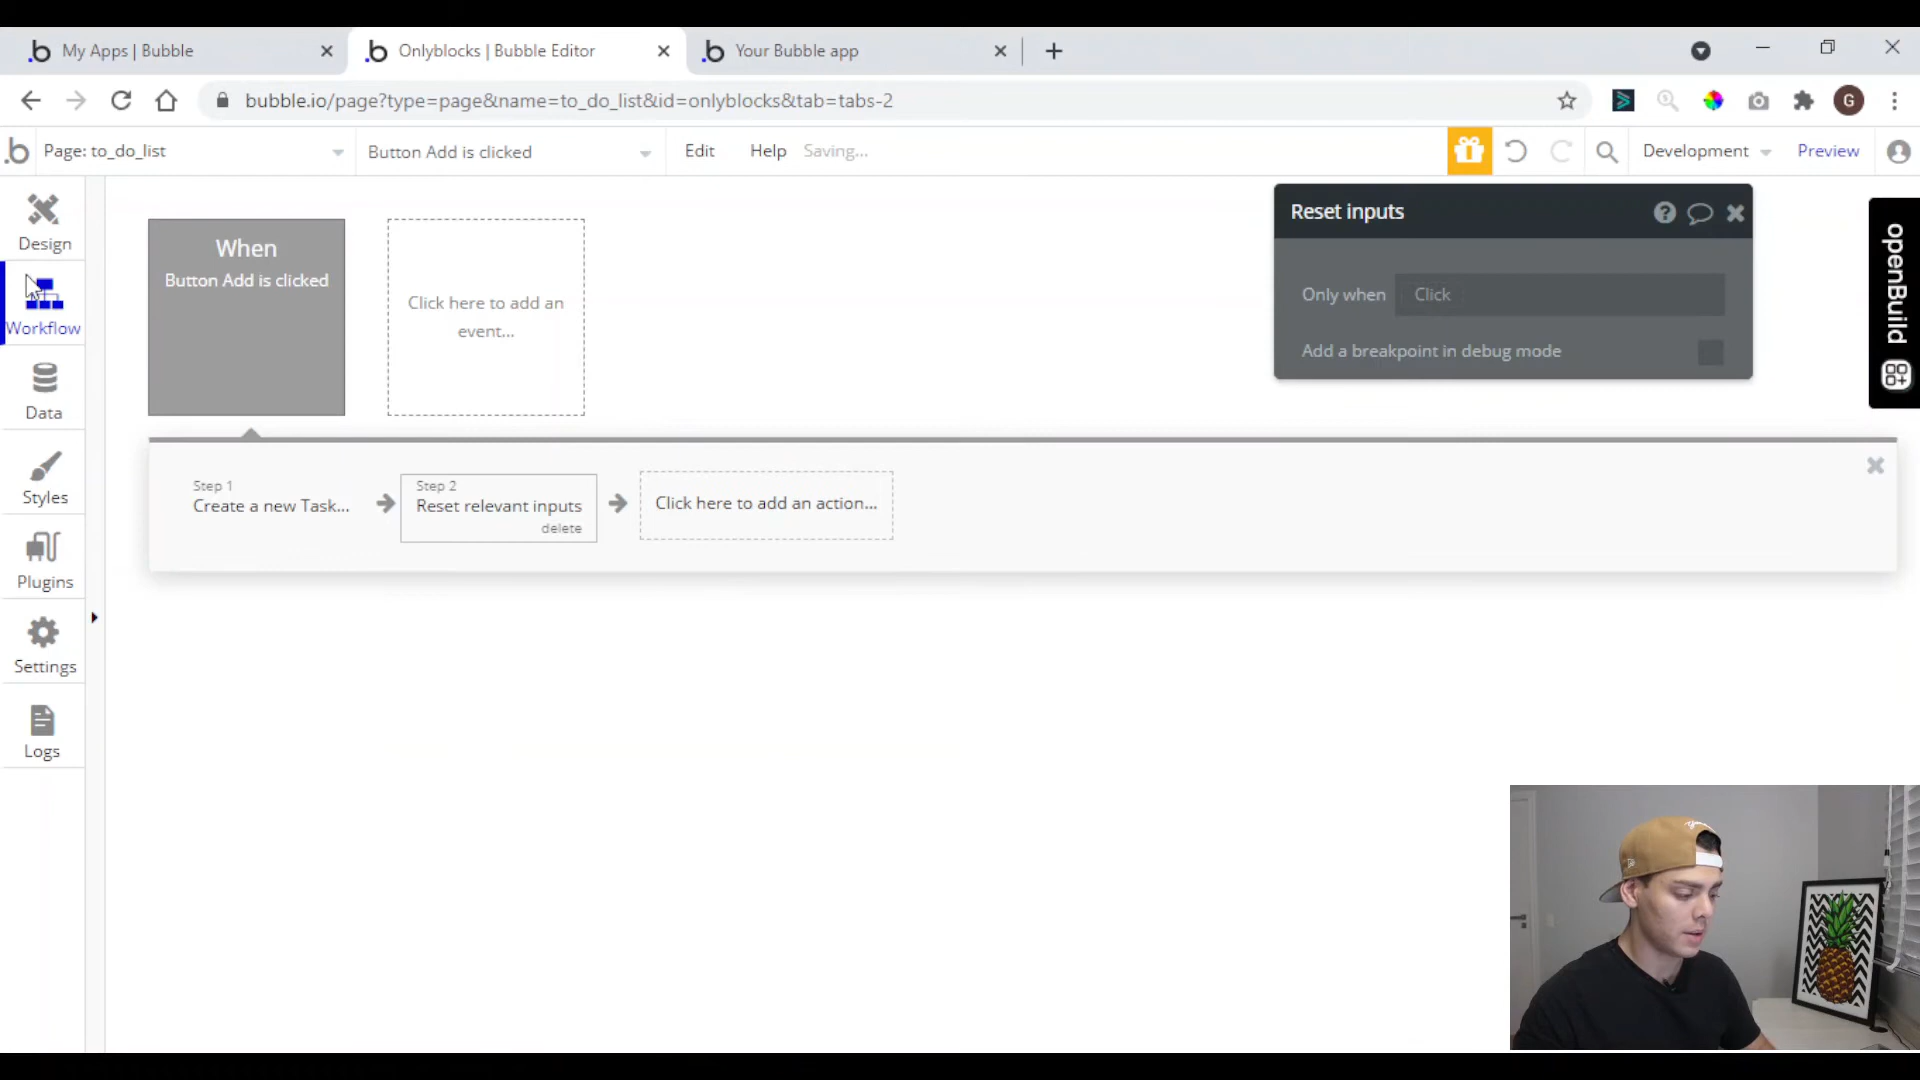 My Apps | Bubble
Onlyblocks | Bubble Editor
Your Bubble app
bubble.io/page?type=page&name=to_do_list&id=onlyblocks&tab=tabs-2
G
Page: to_do_list
Button Add is clicked
Edit
Help
Saving...
Development
Preview
Design
Workflow
Data
Styles
Plugins
Settings
Logs
When
Button Add is clicked
Click here to add an
event...
Reset inputs
Only when
Click
Add a breakpoint in debug mode
openBuild
Step 1
Create a new Task...
Step 2
Reset relevant inputs
delete
Click here to add an action...